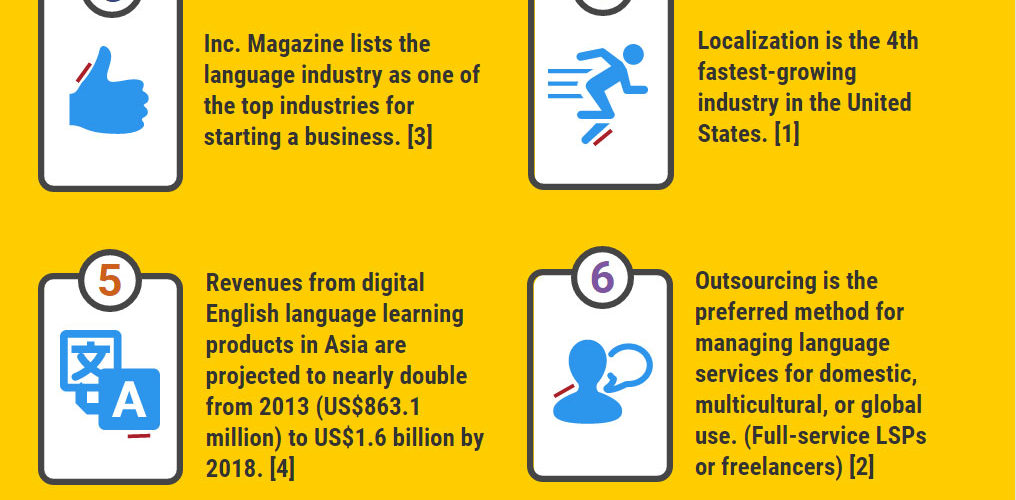 Inc. Magazine lists the
language industry as one of
the top industries for
starting a business. [3]
Localization is the 4th
fastest-growing
industry in the United
States. [1]
5
文
A
Revenues from digital
English language learning
products in Asia are
projected to nearly double
from 2013 (US$863.1
million) to US$1.6 billion by
2018. [4]
6
Outsourcing is the
preferred method for
managing language
services for domestic,
multicultural, or global
use. (Full-service LSPs
or freelancers) [2]